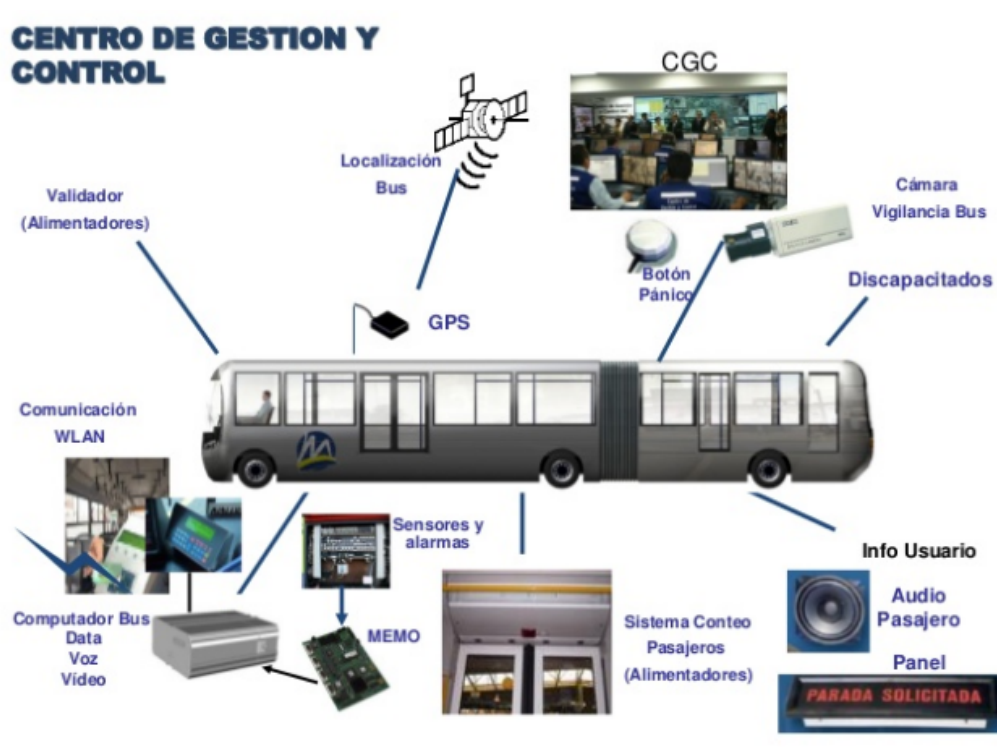 CENTRO DE GESTION Y
CONTROL
CGC
Localización
Bus
Validador
(Alimentadores)
Cámara
Vigilancia Bus
Botón
Pánico
Discapacitados
GPS
Comunicación
WLAN
Sensores y
alarmas
Info Usuario
Computador Bus
Data
Voz
Vídeo
MEMO
Sistema Conteo
Pasajeros
(Alimentadores)
Audio
Pasajero
Panel
PARADA SOLICITADA